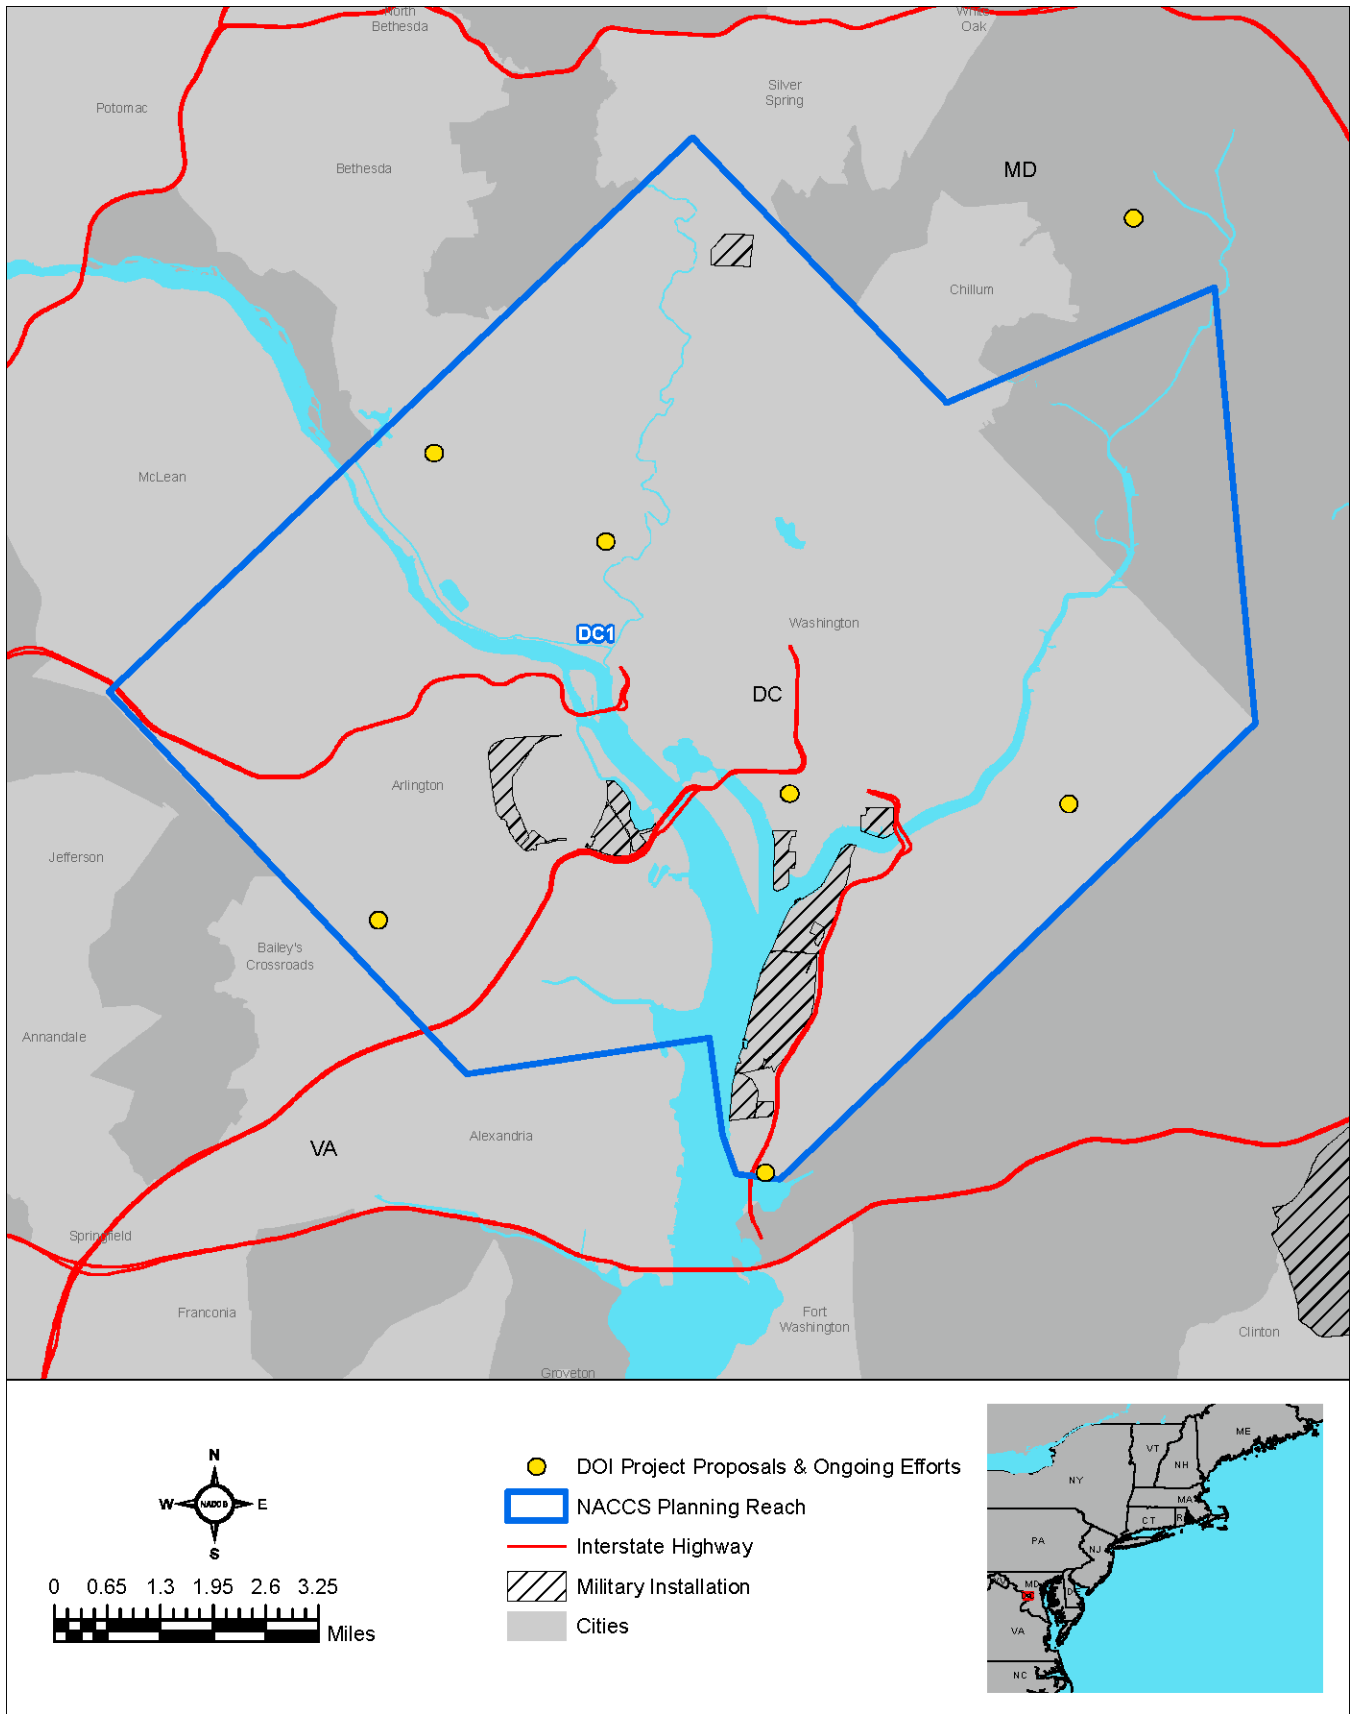 North
Bethesda
White
Oak
Potomac
Silver
Spring
Bethesda
MD
Chillum
McLean
DC1
Washington
DC
Arlington
Jefferson
Bailey's
Crossroads
Annandale
Alexandria
VA
Springfield
Franconia
Fort
Washington
Clinton
Groveton
N
W
E
S
NAD83
0 0.65 1.3 1.95 2.6 3.25
Miles
DOI Project Proposals & Ongoing Efforts
NACCS Planning Reach
Interstate Highway
Military Installation
Cities
ME
VT
NH
NY
MA
CT
R
PA
NJ
MD
DE
VA
NC